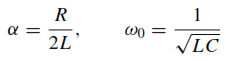 α = R / 2L, ω0 = 1 / √LC